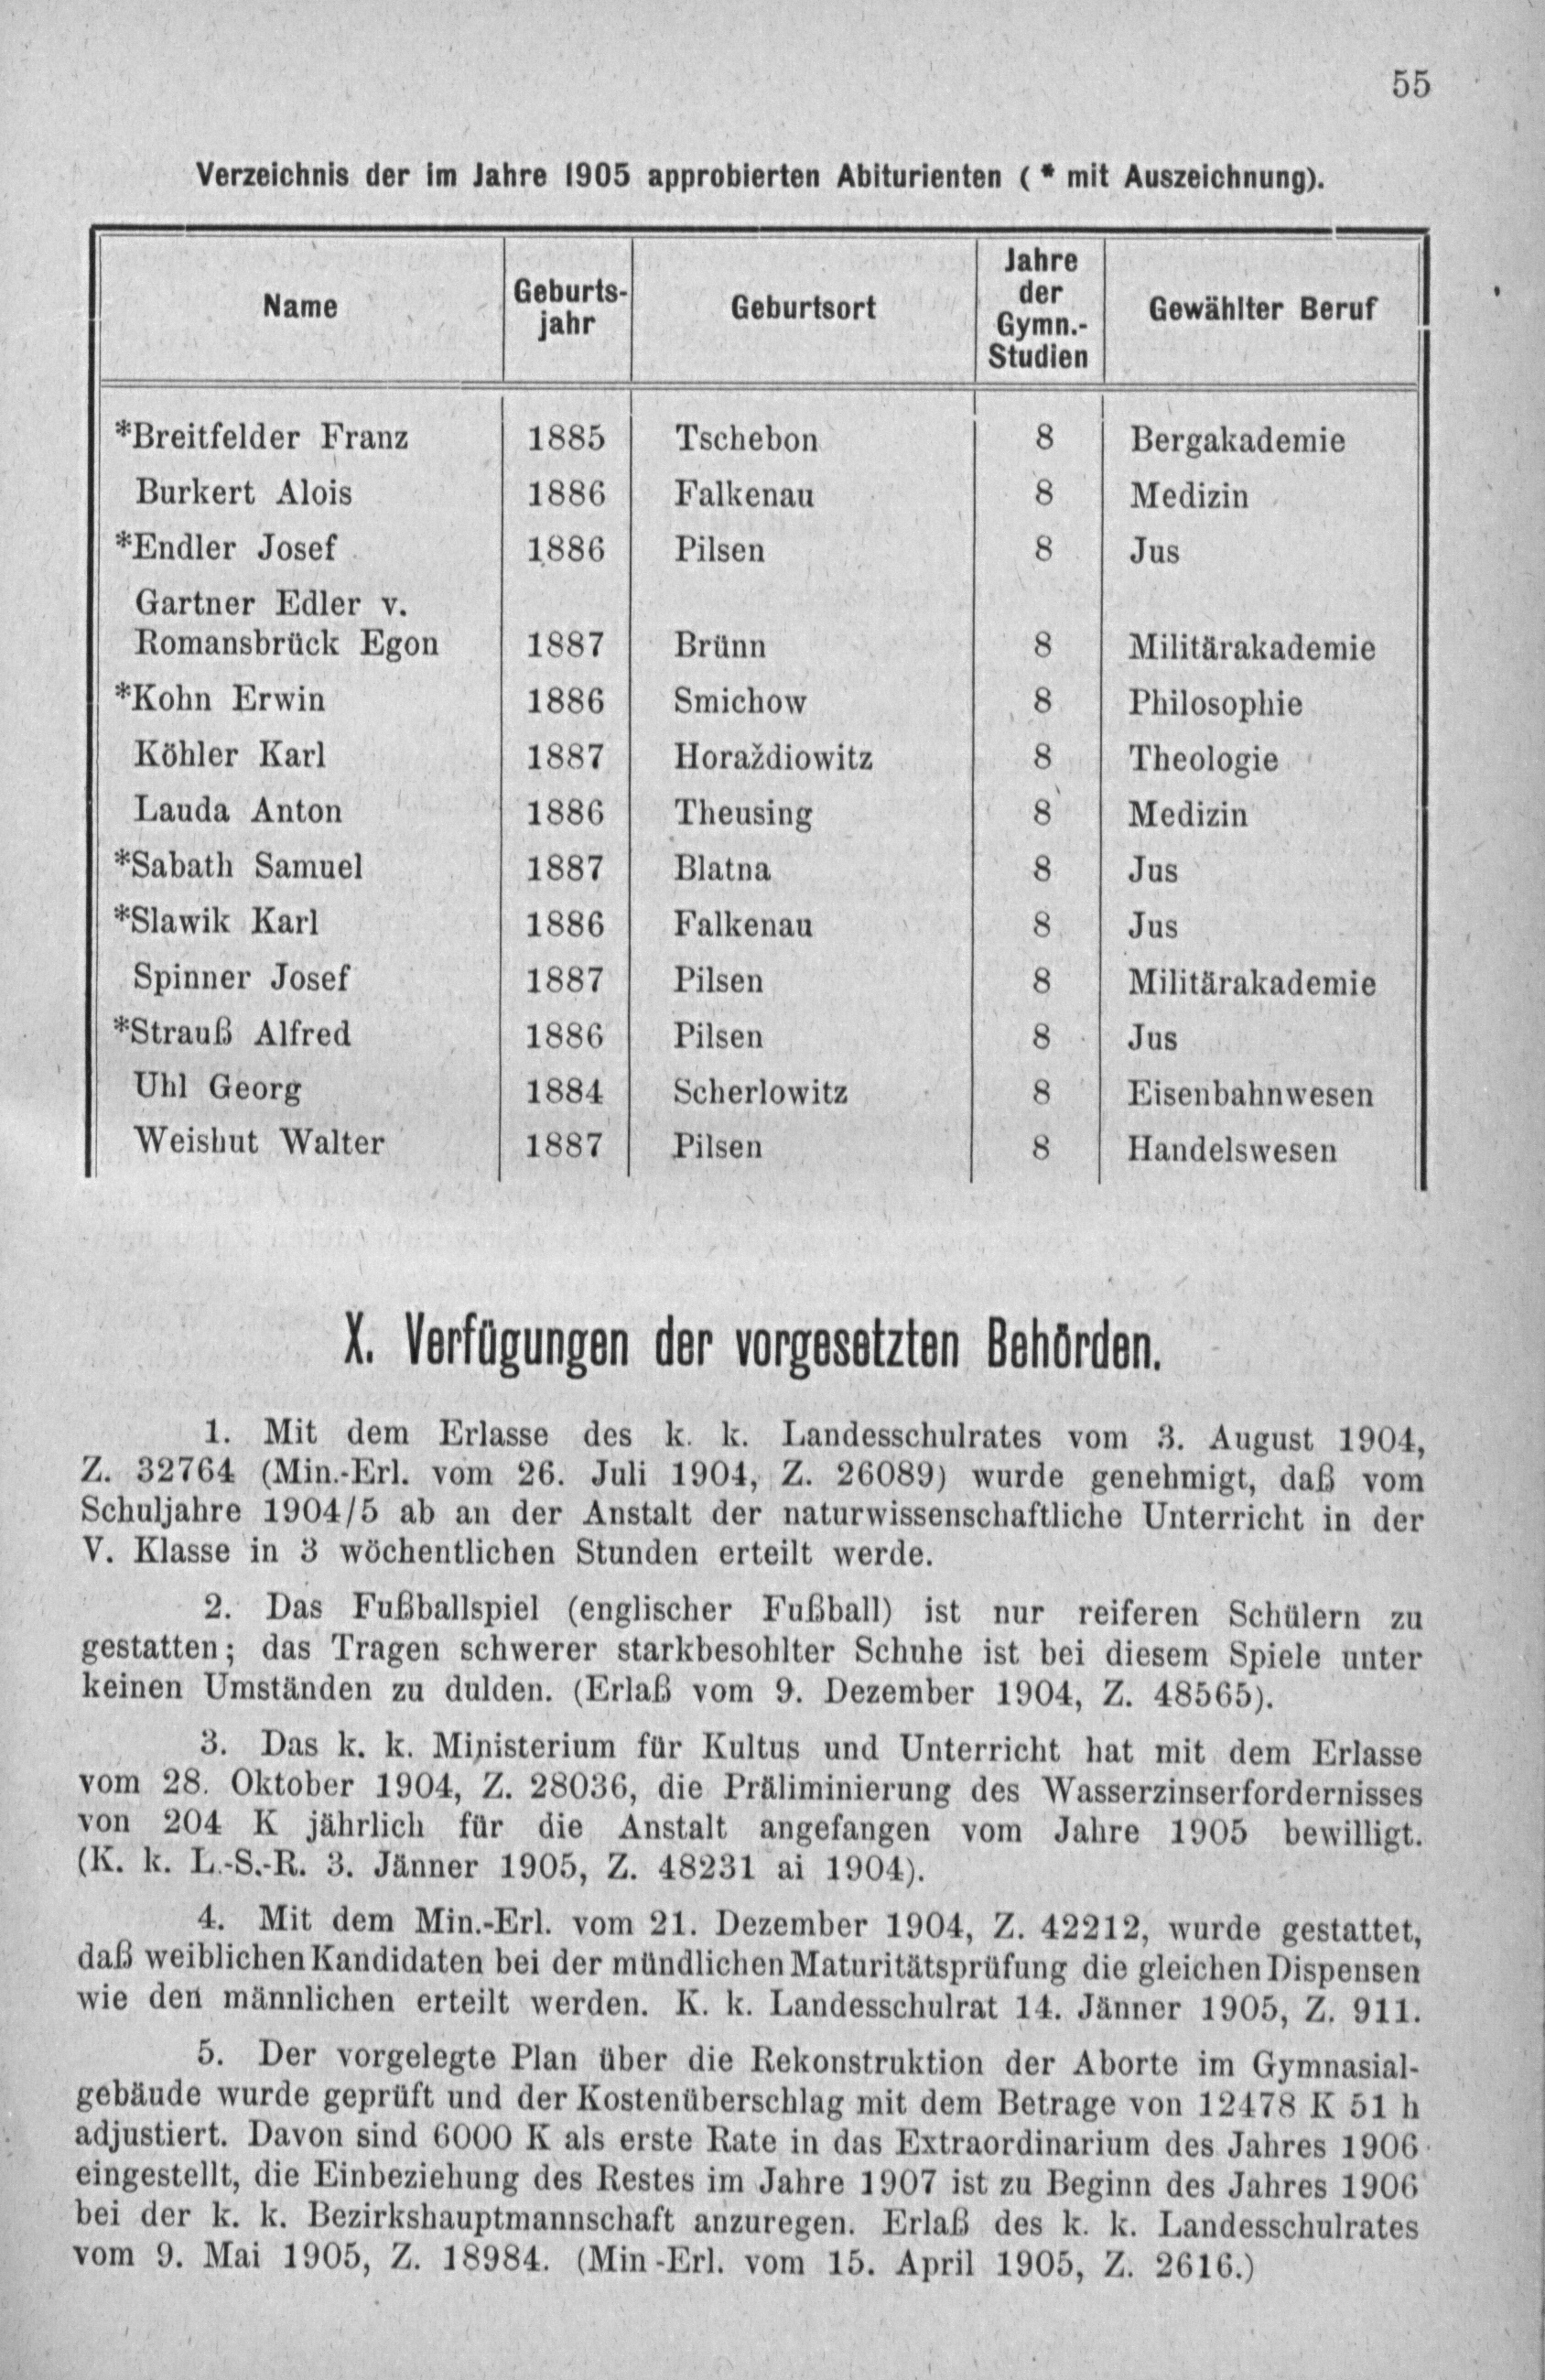 55
Verzeichnis der im Jahre 1905 approbierten Abiturienten ( * mit Auszeichnung).
Name Geburts-jahr Geburtsort Jahre der Gymn.-Studien Gewählter Beruf
*Breitfelder Franz 1885 Tschebon 8 Bergakademie
Burkert Alois 1886 Falkenau 8 Medizin
*Endler Josef 1886 Pilsen 8 Jus
Gartner Edler v.
Romansbrück Egon 1887 Brünn 8 Militärakademie
*Kohn Erwin 1886 Smichow 8 Philosophie
Köhler Karl 1887 Horaždiowitz 8 Theologie
Lauda Anton 1886 Theusing 8 Medizin
*Sabath Samuel 1887 Blatna 8 Jus
*Slawik Karl 1886 Falkenau 8 Jus
Spinner Josef 1887 Pilsen 8 Militärakademie
*Strauß Alfred 1886 Pilsen 8 Jus
Uhl Georg 1884 Scherlowitz 8 Eisenbahnwesen
Weishut Walter 1887 Pilsen 8 Handelswesen
X. Verfügungen der vorgesetzten Behörden.
1. Mit dem Erlasse des k. k. Landesschulrates vom 3. August 1904,
Z. 32764 (Min.-Erl. vom 26. Juli 1904, Z. 26089) wurde genehmigt, daß vom
Schuljahre 1904/5 ab an der Anstalt der naturwissenschaftliche Unterricht in der
V. Klasse in 3 wöchentlichen Stunden erteilt werde.
2. Das Fußballspiel (englischer Fußball) ist nur reiferen Schülern zu
gestatten; das Tragen schwerer starkbesohlter Schuhe ist bei diesem Spiele unter
keinen Umständen zu dulden. (Erlaß vom 9. Dezember 1904, Z. 48565).
3. Das k. k. Ministerium für Kultus und Unterricht hat mit dem Erlasse
vom 28. Oktober 1904, Z. 28036, die Präliminierung des Wasserzinserfordernisses
von 204 K jährlich für die Anstalt angefangen vom Jahre 1905 bewilligt.
(K. k. L.-S.-R. 3. Jänner 1905, Z. 48231 ai 1904).
4. Mit dem Min.-Erl. vom 21. Dezember 1904, Z. 42212, wurde gestattet,
daß weiblichen Kandidaten bei der mündlichen Maturitätsprüfung die gleichen Dispensen
wie den männlichen erteilt werden. K. k. Landesschulrat 14. Jänner 1905, Z. 911.
5. Der vorgelegte Plan über die Rekonstruktion der Aborte im Gymnasial-
gebäude wurde geprüft und der Kostenüberschlag mit dem Betrage von 12478 K 51 h
adjustiert. Davon sind 6000 K als erste Rate in das Extraordinarium des Jahres 1906
eingestellt, die Einbeziehung des Restes im Jahre 1907 ist zu Beginn des Jahres 1906
bei der k. k. Bezirkshauptmannschaft anzuregen. Erlaß des k. k. Landesschulrates
vom 9. Mai 1905, Z. 18984. (Min-Erl. vom 15. April 1905, Z. 2616.)